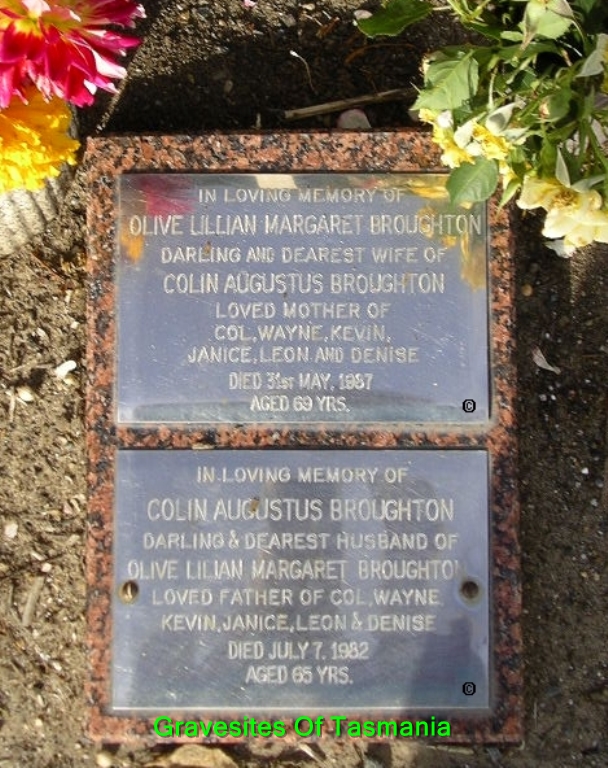 IN LOVING MEMORY OF
OLIVE LILLIAN MARGARET BROUGHTON
DARLING AND DEAREST WIFE OF
COLIN AUGUSTUS BROUGHTON
LOVED MOTHER OF
COL, WAYNE, KEVIN,
JANICE, LEON AND DENISE
DIED 31ST MAY, 1987
AGED 69 YRS.
©
IN LOVING MEMORY OF
COLIN AUGUSTUS BROUGHTON
DARLING & DEAREST HUSBAND OF
OLIVE LILIAN MARGARET BROUGHTON
LOVED FATHER OF COL, WAYNE,
KEVIN, JANICE, LEON & DENISE
DIED JULY 7, 1982
AGED 65 YRS.
©
Gravesites Of Tasmania